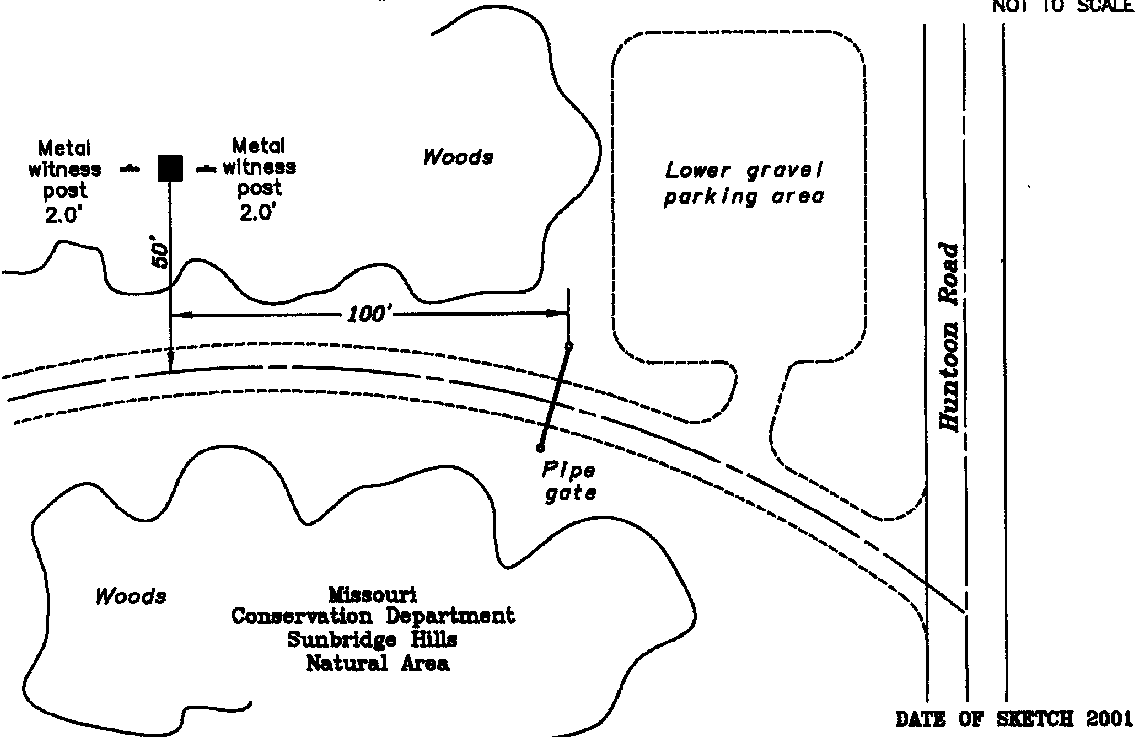 NOT TO SCALE
Metal
witness
post
2.0'
Metal
witness
post
2.0'
Woods
Lower gravel
parking area
50'
100'
Huntoon Road
Pipe
gate
Woods
Missouri
Conservation Department
Sunbridge Hills
Natural Area
DATE OF SKETCH 2001